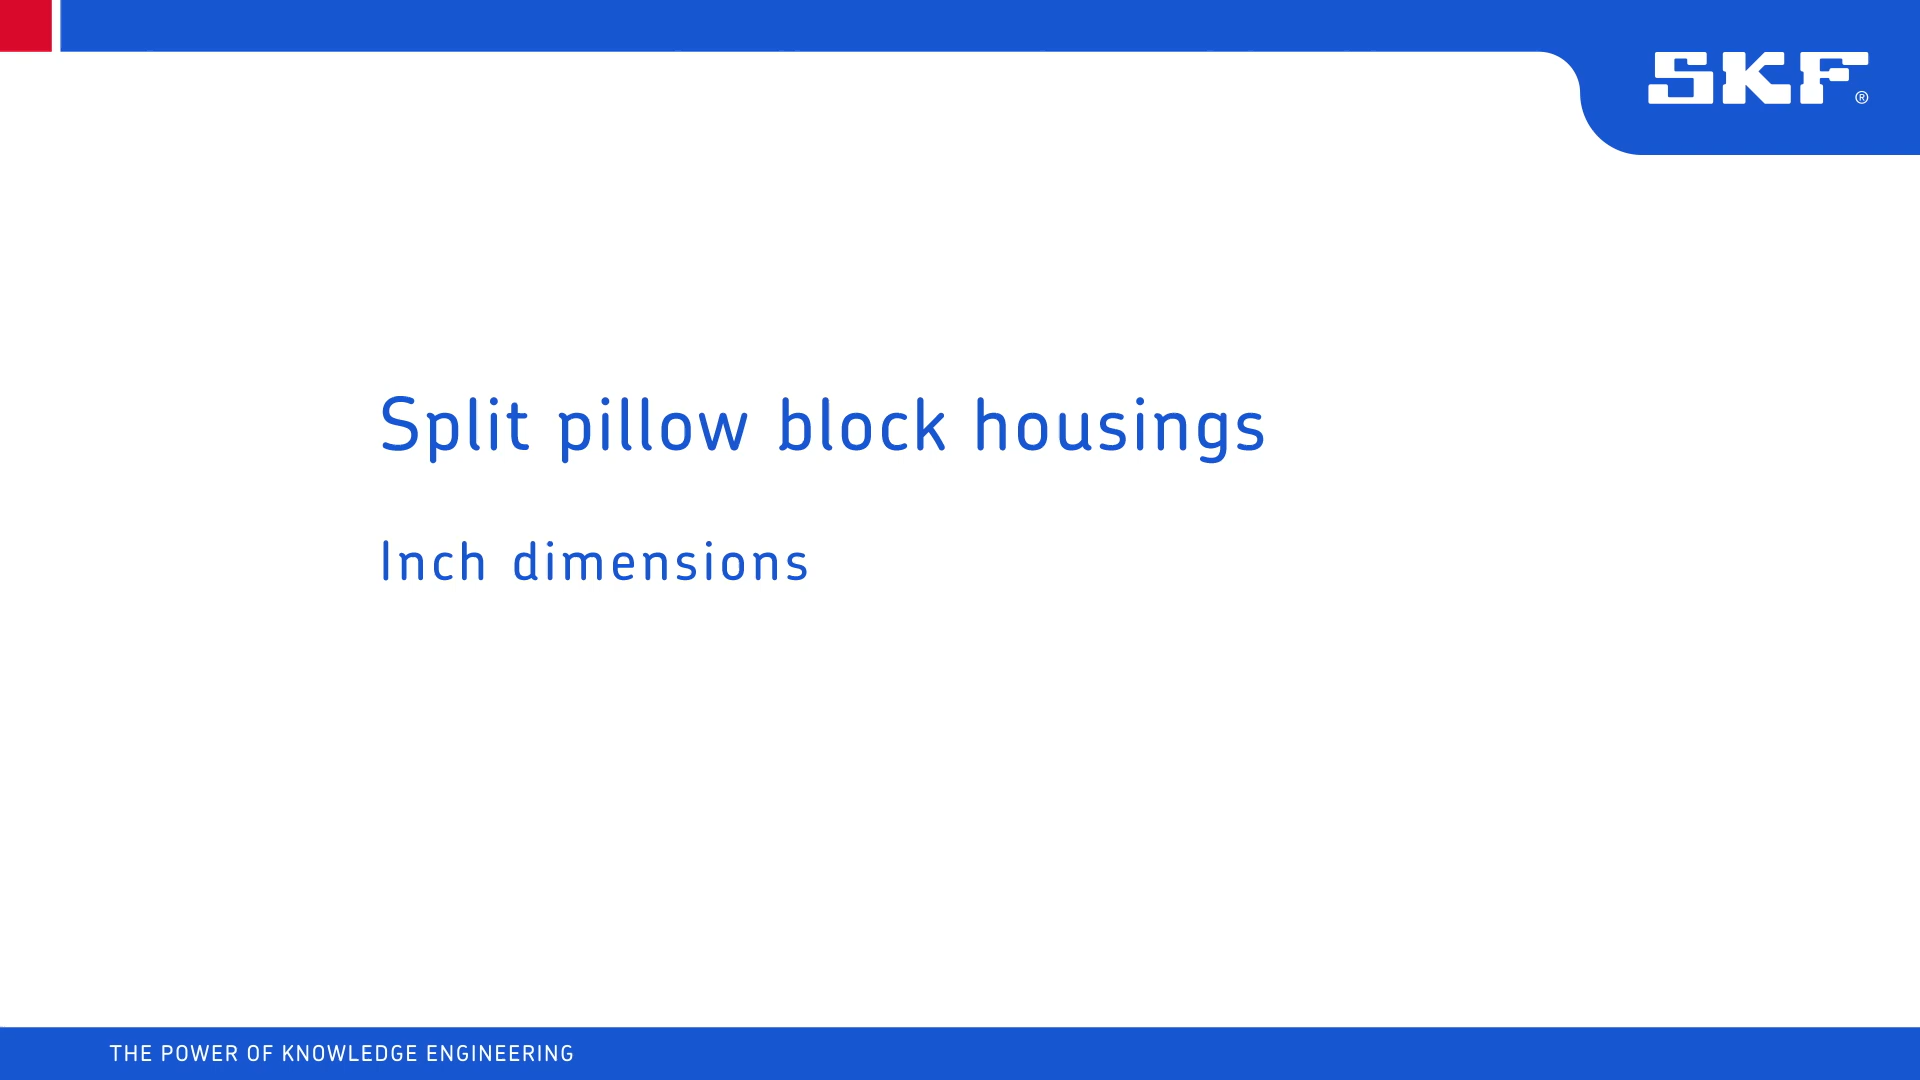 SKF®
Split pillow block housings
Inch dimensions
THE POWER OF KNOWLEDGE ENGINEERING